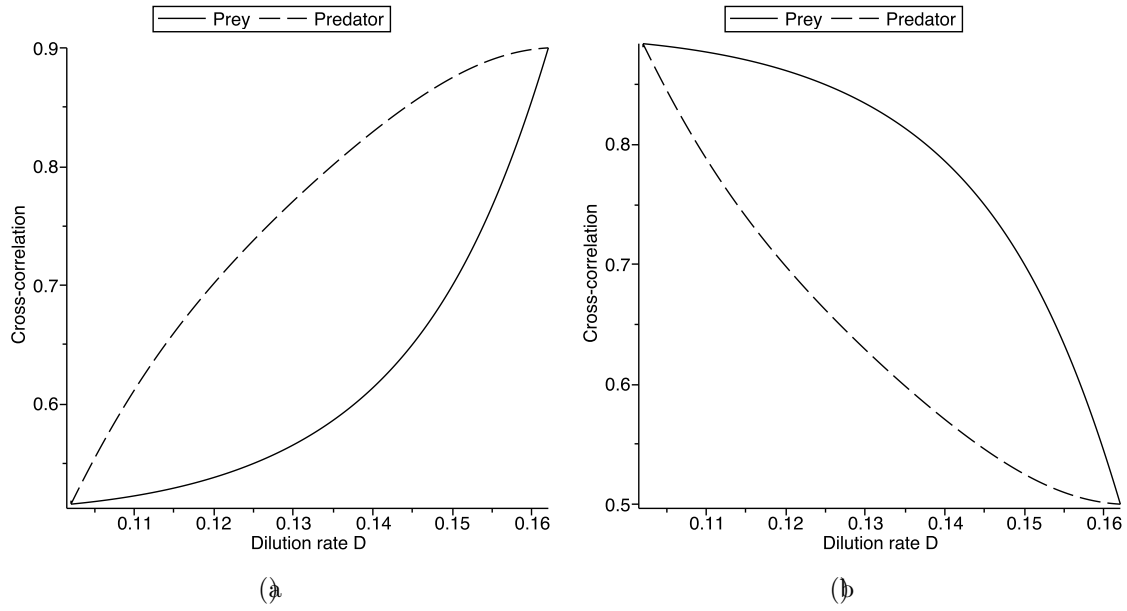 Prey Predator
0.9
0.8
0.7
0.6
Cross-correlation
0.11 0.12 0.13 0.14 0.15 0.16
Dilution rate D
(a)
Prey Predator
0.8
0.7
0.6
0.5
Cross-correlation
0.11 0.12 0.13 0.14 0.15 0.16
Dilution rate D
(b)